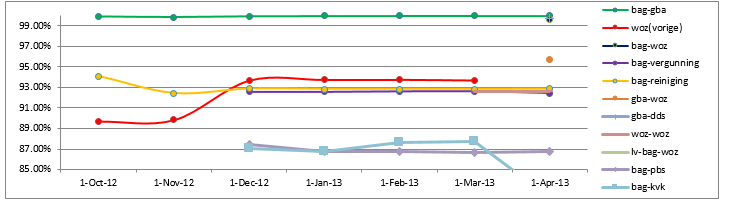 99.00%
97.00%
95.00%
93.00%
91.00%
89.00%
87.00%
85.00%
1-Oct-12 1-Nov-12 1-Dec-12 1-Jan-13 1-Feb-13 1-Mar-13 1-Apr-13
bag-gba
woz(vorige)
bag-woz
bag-vergunning
bag-reiniging
gba-woz
gba-dds
woz-woz
lv-bag-woz
bag-pbs
bag-kvk